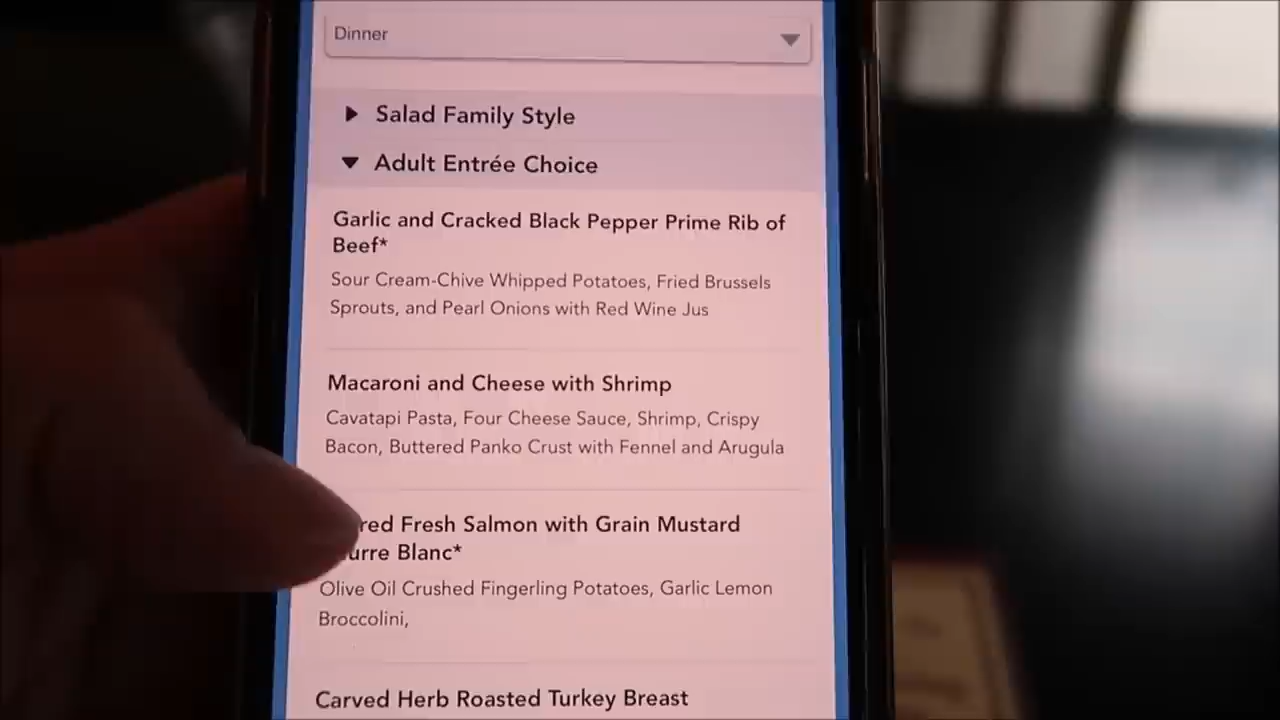 Dinner
Salad Family Style
Adult Entrée Choice
Garlic and Cracked Black Pepper Prime Rib of
Beef*
Sour Cream-Chive Whipped Potatoes, Fried Brussels
Sprouts, and Pearl Onions with Red Wine Jus
Macaroni and Cheese with Shrimp
Cavatapi Pasta, Four Cheese Sauce, Shrimp, Crispy
Bacon, Buttered Panko Crust with Fennel and Arugula
Fresh Salmon with Grain Mustard
Blanc*
Olive Oil Crushed Fingerling Potatoes, Garlic Lemon
Broccolini,
Carved Herb Roasted Turkey Breast